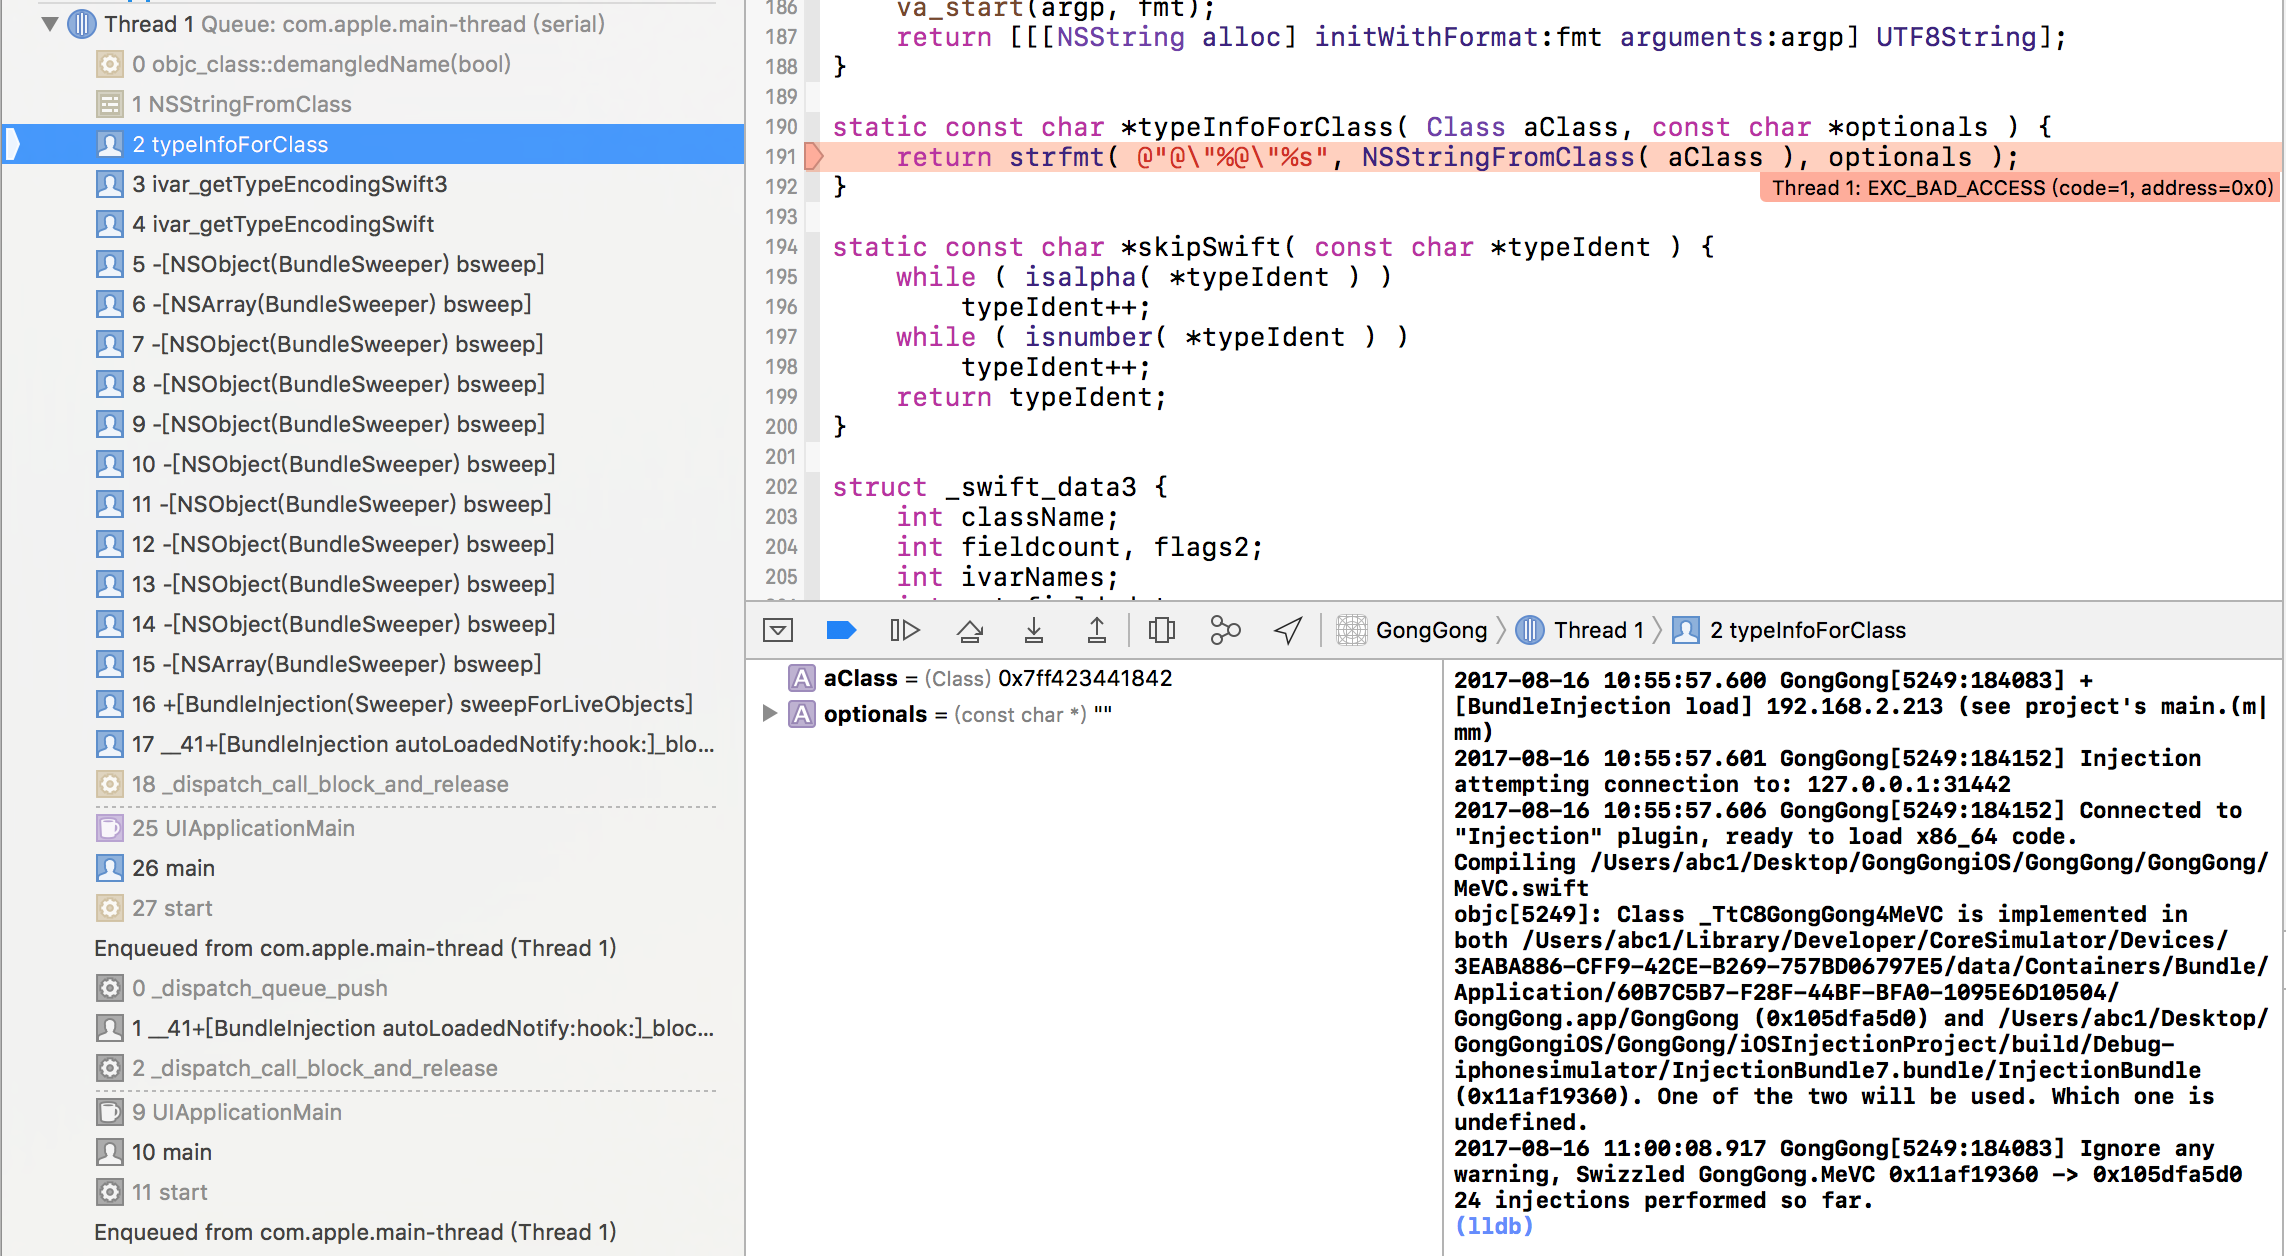 Thread 1 Queue: com.apple.main-thread (serial)
0 objc_class::demangledName(bool)
1 NSStringFromClass
2 typeInfoForClass
3 ivar_getTypeEncodingSwift3
4 ivar_getTypeEncodingSwift
5 -[NSObject(BundleSweeper) bsweep]
6 -[NSArray(BundleSweeper) bsweep]
7 -[NSObject(BundleSweeper) bsweep]
8 -[NSObject(BundleSweeper) bsweep]
9 -[NSObject(BundleSweeper) bsweep]
10 -[NSObject(BundleSweeper) bsweep]
11 -[NSObject(BundleSweeper) bsweep]
12 -[NSObject(BundleSweeper) bsweep]
13 -[NSObject(BundleSweeper) bsweep]
14 -[NSObject(BundleSweeper) bsweep]
15 -[NSArray(BundleSweeper) bsweep]
16 +[BundleInjection(Sweeper) sweepForLiveObjects]
17 __41+[BundleInjection autoLoadedNotify:hook:]_blo...
18 _dispatch_call_block_and_release
25 UIApplicationMain
26 main
27 start
Enqueued from com.apple.main-thread (Thread 1)
0 _dispatch_queue_push
1 __41+[BundleInjection autoLoadedNotify:hook:]_bloc...
2 _dispatch_call_block_and_release
9 UIApplicationMain
10 main
11 start
Enqueued from com.apple.main-thread (Thread 1)
186 va_start(argp, fmt);
187 return [[[NSString alloc] initWithFormat:fmt arguments:argp] UTF8String];
188 }
189
190 static const char *typeInfoForClass( Class aClass, const char *optionals ) {
191 return strfmt( @"@\"%@\"%s", NSStringFromClass( aClass ), optionals );
192 }
Thread 1: EXC_BAD_ACCESS (code=1, address=0x0)
193
194 static const char *skipSwift( const char *typeIdent ) {
195 while ( isalpha( *typeIdent ) )
196 typeIdent++;
197 while ( isnumber( *typeIdent ) )
198 typeIdent++;
199 return typeIdent;
200 }
201
202 struct _swift_data3 {
203 int className;
204 int fieldcount, flags2;
205 int ivarNames;
GongGong
Thread 1
2 typeInfoForClass
A aClass = (Class) 0x7ff423441842
A optionals = (const char *) ""
2017-08-16 10:55:57.600 GongGong[5249:184083] +
[BundleInjection load] 192.168.2.213 (see project's main.(m|
mm)
2017-08-16 10:55:57.601 GongGong[5249:184152] Injection
attempting connection to: 127.0.0.1:31442
2017-08-16 10:55:57.606 GongGong[5249:184152] Connected to
"Injection" plugin, ready to load x86_64 code.
Compiling /Users/abc1/Desktop/GongGongiOS/GongGong/GongGong/
MeVC.swift
objc[5249]: Class _TtC8GongGong4MeVC is implemented in
both /Users/abc1/Library/Developer/CoreSimulator/Devices/
3EABA886-CFF9-42CE-B269-757BD06797E5/data/Containers/Bundle/
Application/60B7C5B7-F28F-44BF-BFA0-1095E6D10504/
GongGong.app/GongGong (0x105dfa5d0) and /Users/abc1/Desktop/
GongGongiOS/GongGong/iOSInjectionProject/build/Debug-
iphonesimulator/InjectionBundle7.bundle/InjectionBundle
(0x11af19360). One of the two will be used. Which one is
undefined.
2017-08-16 11:00:08.917 GongGong[5249:184083] Ignore any
warning, Swizzled GongGong.MeVC 0x11af19360 -> 0x105dfa5d0
24 injections performed so far.
(lldb)